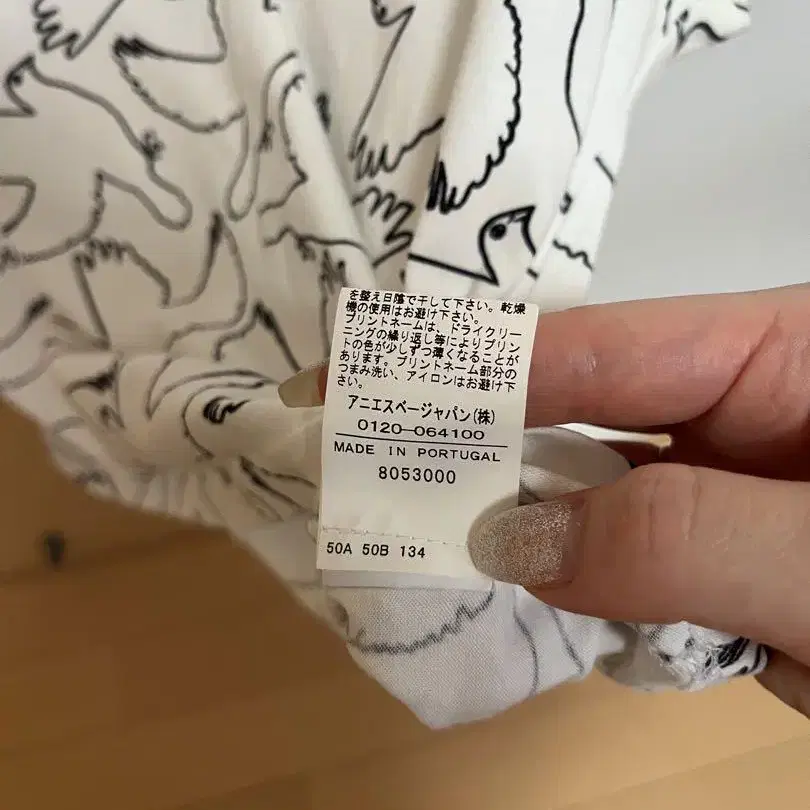 を整え日陰で干して下さい。乾燥
機の使用はお避け下さい。
プリントネームは、ドライクリー
ニングの繰り返し等によりプリン
トの色が少しずつ薄くなることが
あります。プリントネーム部分の
つまみ洗い、アイロンはお避け下
さい。
アニエスベージャパン(株)
0120-064100
MADE IN PORTUGAL
8053000
50A 50B 134